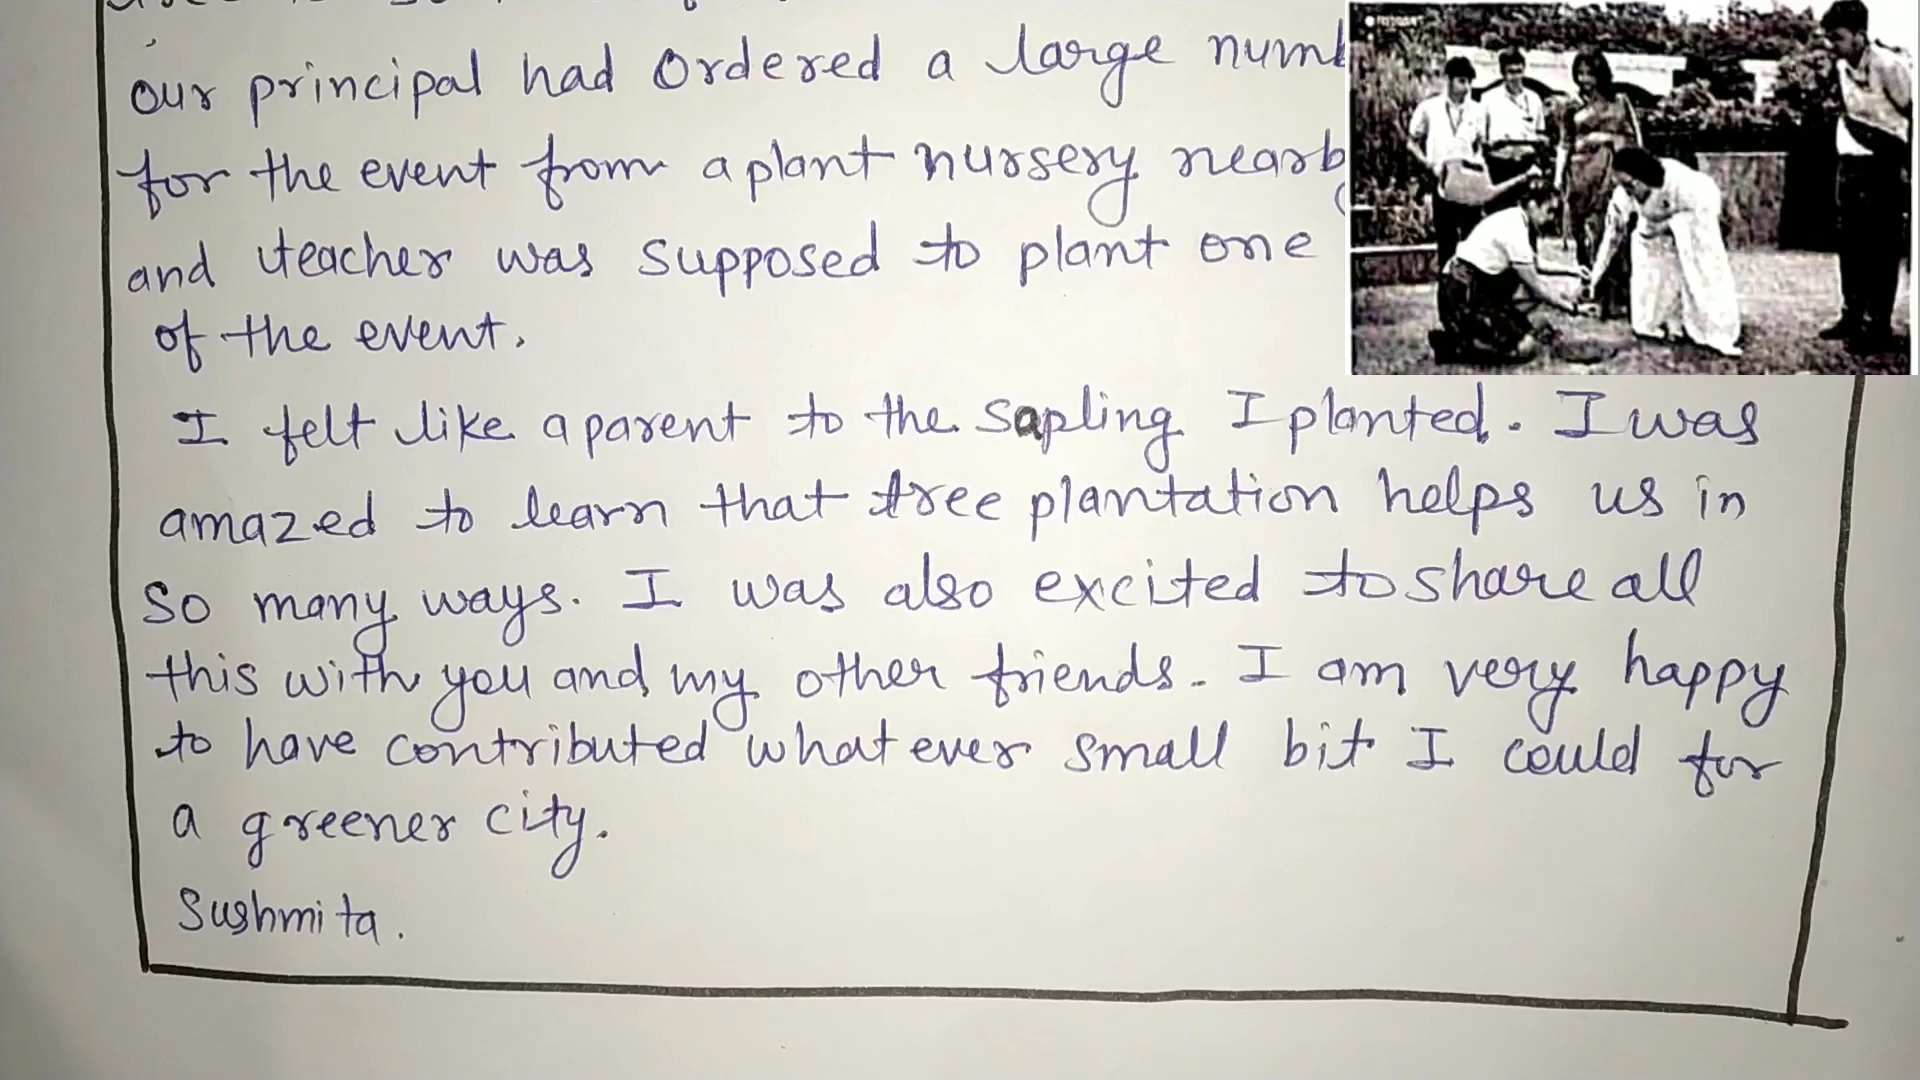 our principal had ordered a large
for the event from a plant nursery
and teacher was supposed to plant one
of the event.
I felt like a parent to the sapling I planted. I was
amazed to learn that tree plantation helps us in
so many ways. I was also excited to share all
this with you and my other friends. I am very happy
to have contributed what ever small bit I could for
a greener city.
Sushmita.